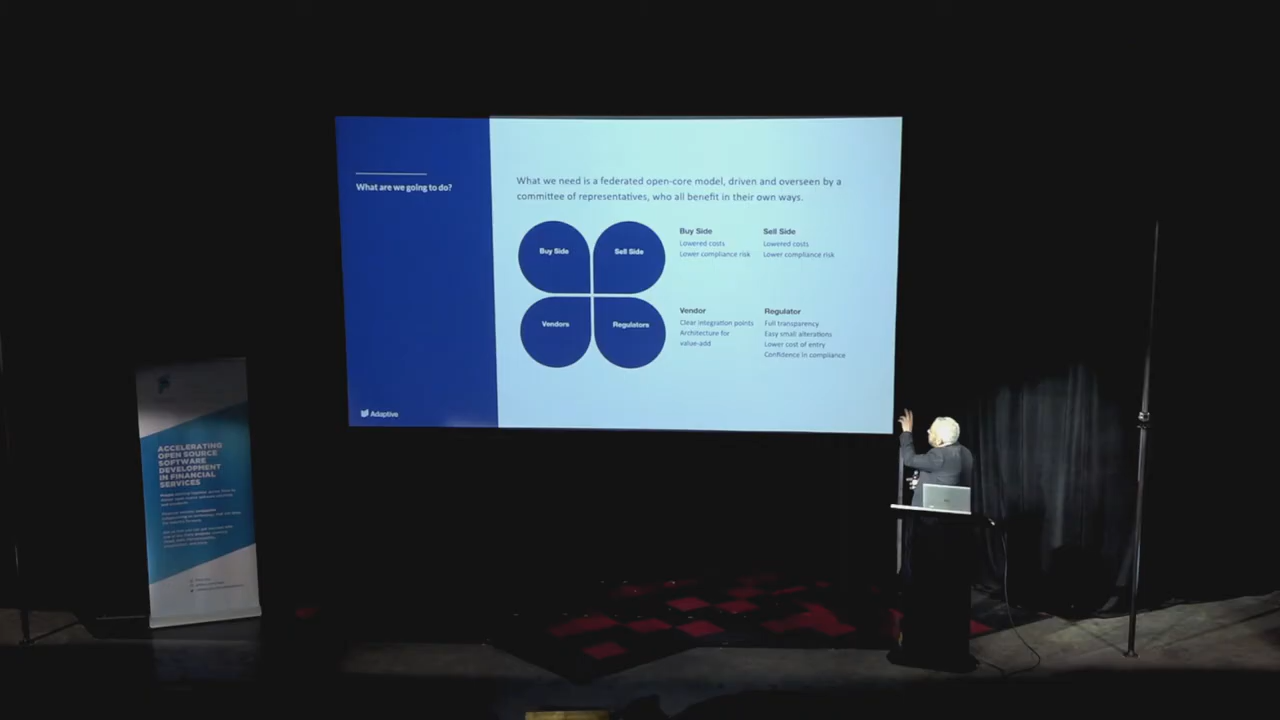 What are we going to do?
Adaptive
What we need is a federated open-core model, driven and overseen by a
committee of representatives, who all benefit in their own ways.
Buy Side
Sell Side
Vendors
Regulators
Buy Side
Lowered costs
Lower compliance risk
Sell Side
Lowered costs
Lower compliance risk
Vendor
Clear integration points
Architecture for
value-add
Regulator
Full transparency
Easy small alterations
Lower cost of entry
Confidence in compliance
ACCELERATING
OPEN SOURCE
SOFTWARE
DEVELOPMENT
IN FINANCIAL
SERVICES